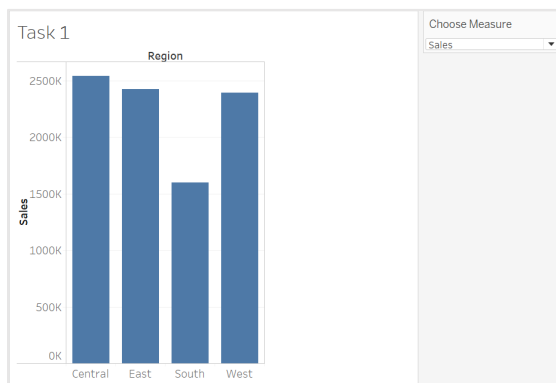 Task 1
Choose Measure
Sales
Region
2500K
2000K
1500K
1000K
500K
0K
Sales
Central East South West